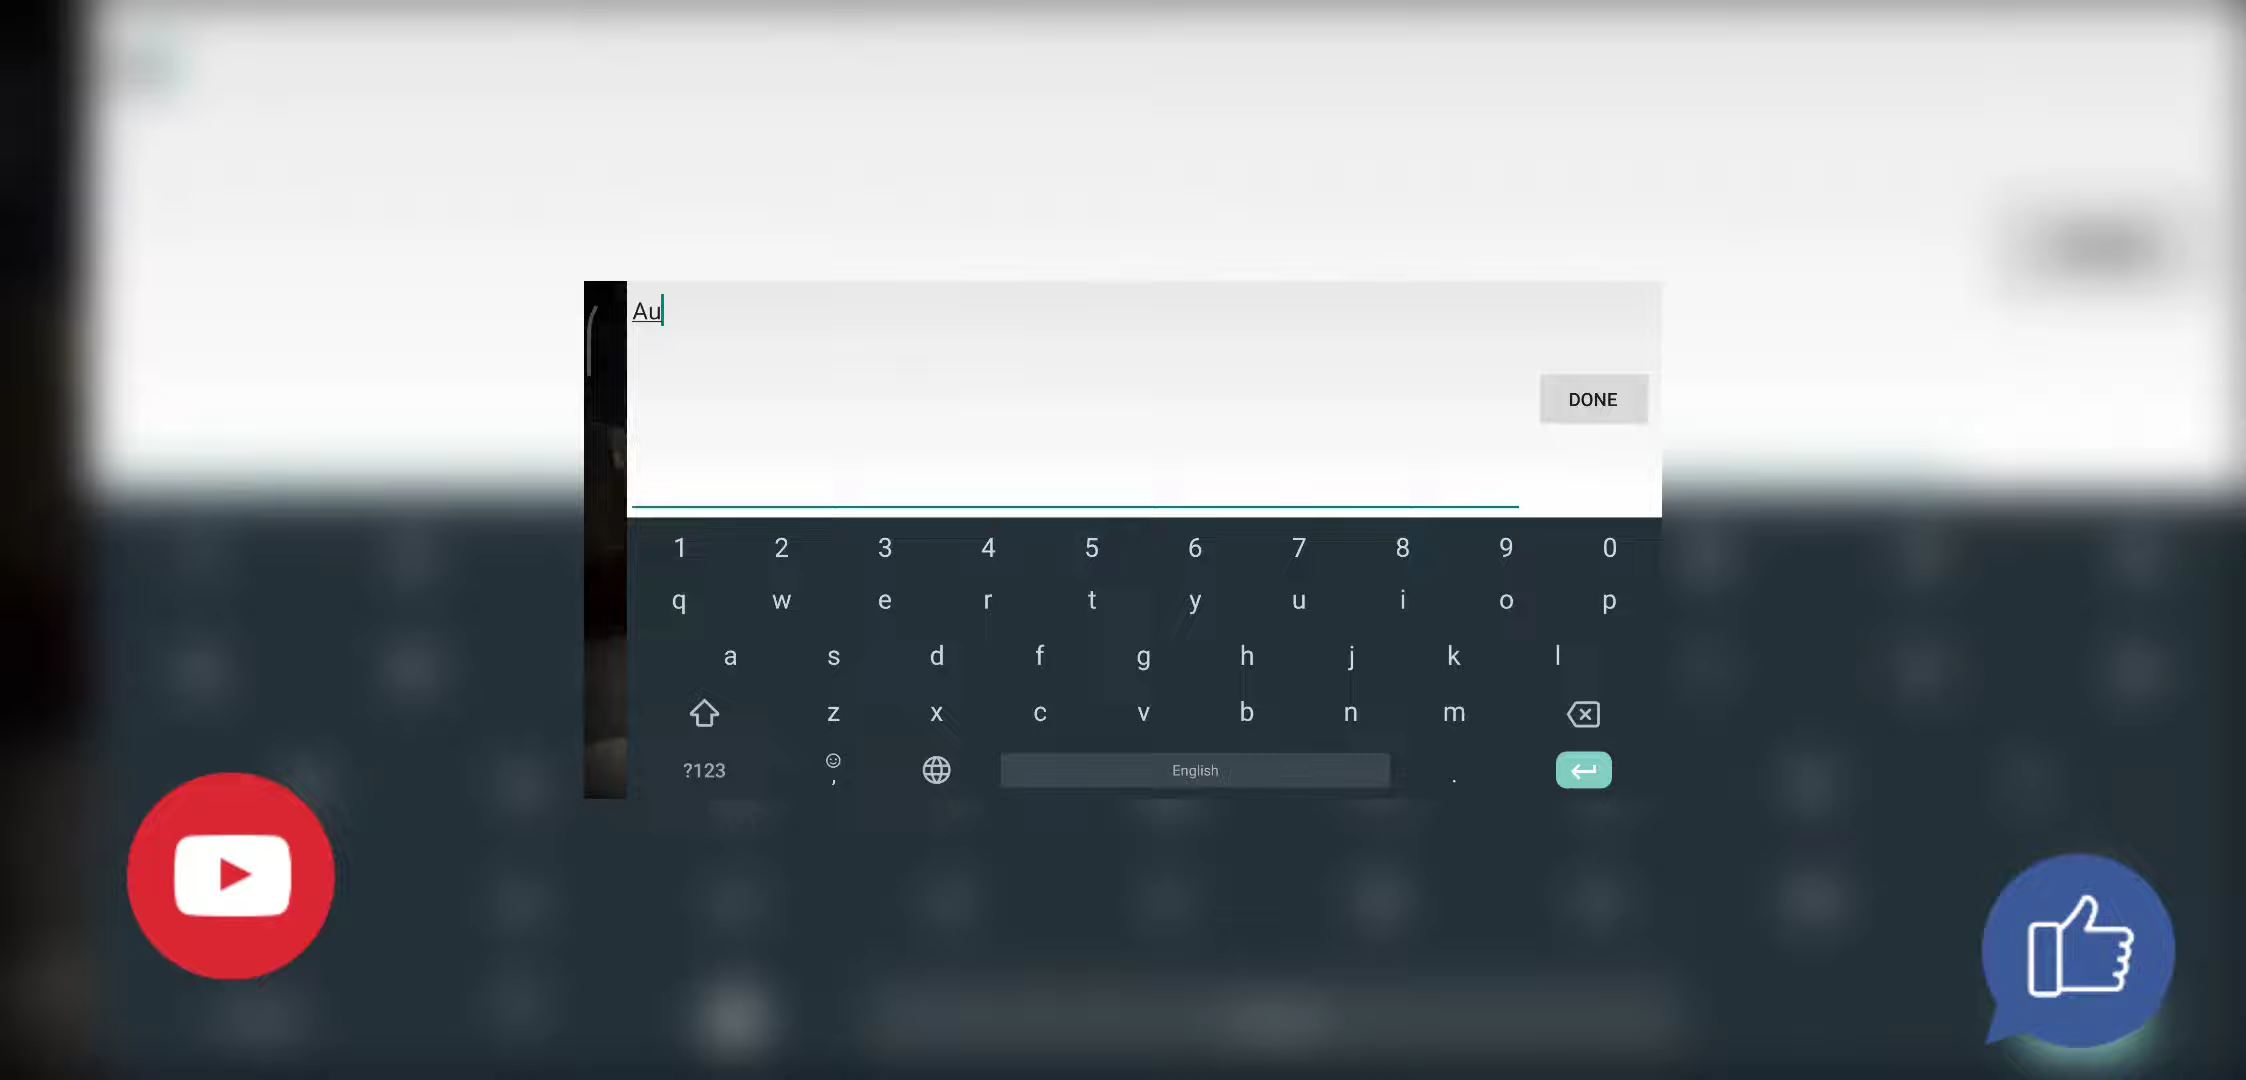 Au
DONE
1 2 3 4 5 6 7 8 9 0
q w e r t y u i o p
a s d f g h j k l
z x c v b n m
?123 , English .